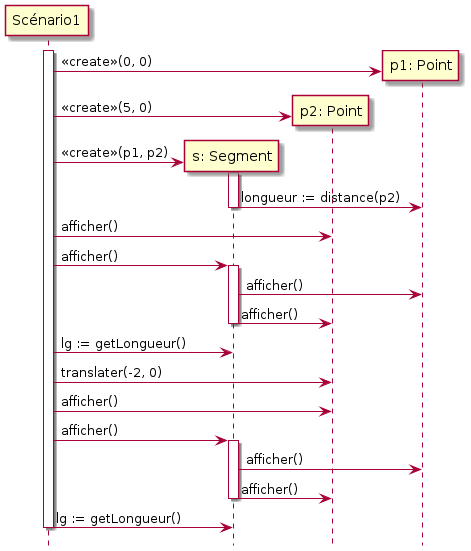 Scénario1
«create»(0, 0)
p1: Point
«create»(5, 0)
p2: Point
«create»(p1, p2)
s: Segment
longueur := distance(p2)
afficher()
afficher()
afficher()
afficher()
lg := getLongueur()
translater(-2, 0)
afficher()
afficher()
afficher()
afficher()
lg := getLongueur()